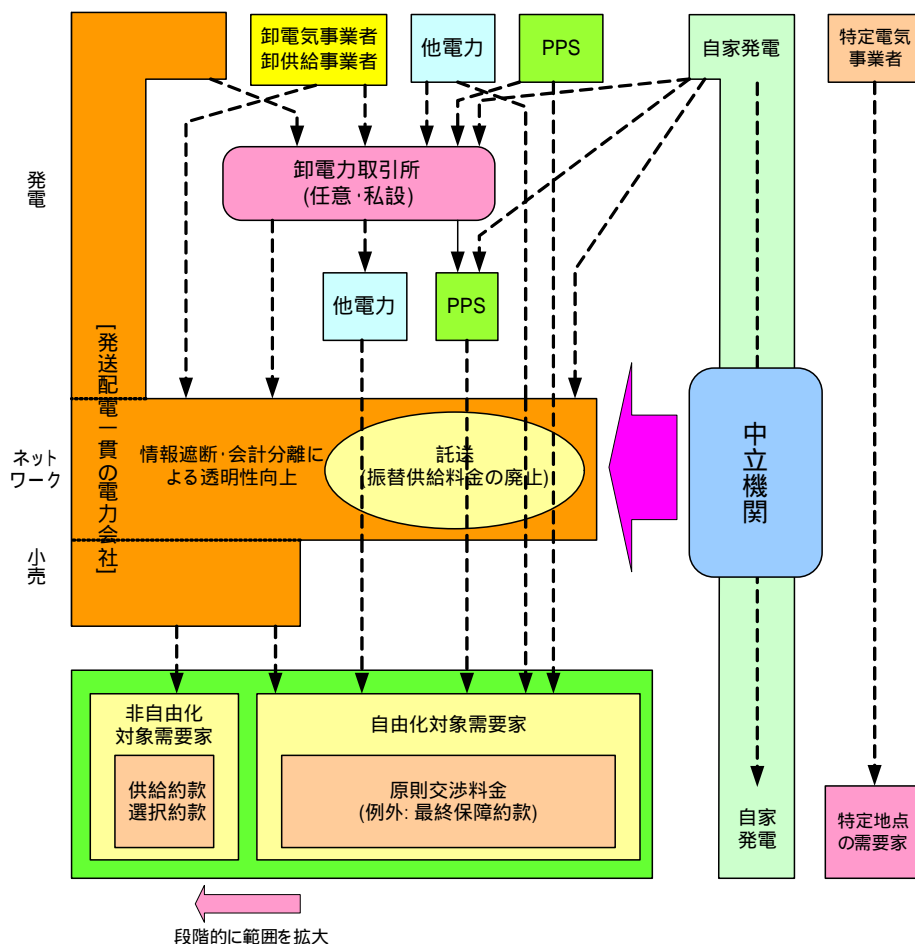 卸電気事業者
卸供給事業者
他電力
PPS
自家発電
特定電気
事業者
発電
卸電力取引所
(任意･私設)
他電力
PPS
[発送配電一貫の電力会社]
ネット
ワーク
情報遮断･会計分離に
よる透明性向上
託送
(振替供給料金の廃止)
中立機関
小売
非自由化
対象需要家
供給約款
選択約款
自由化対象需要家
原則交渉料金
(例外: 最終保障約款)
自家
発電
特定地点
の需要家
段階的に範囲を拡大